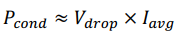 P_cond ≈ V_drop × I_avg